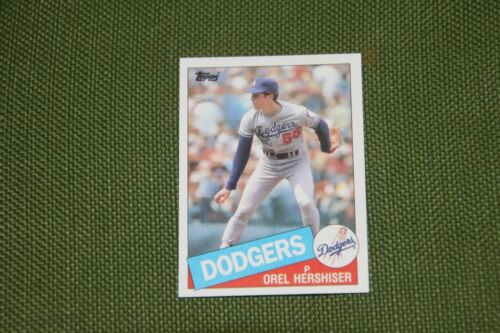 Topps
Dodgers
55
DODGERS
Dodgers
P
OREL HERSHISER